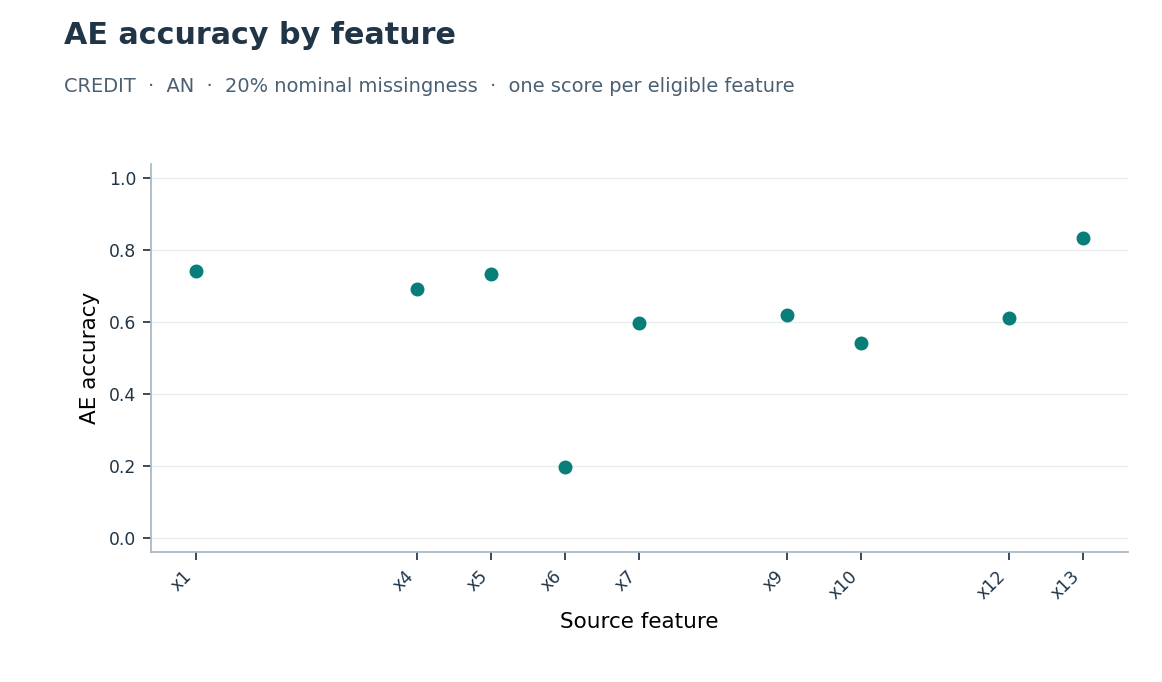 AE accuracy by feature
CREDIT · AN · 20% nominal missingness · one score per eligible feature
1.0
0.8
0.6
0.4
0.2
0.0
AE accuracy
x1 x4 x5 x6 x7 x9 x10 x12 x13
Source feature